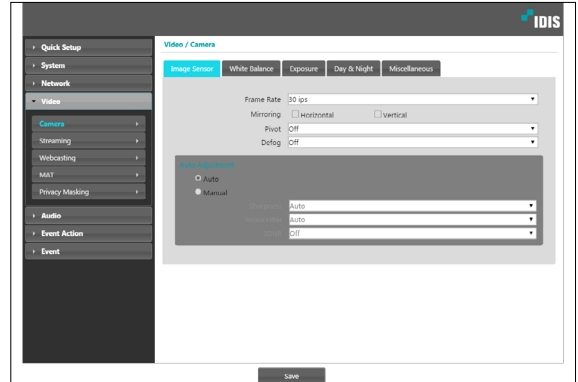 IDIS
Quick Setup
System
Network
Video
Camera
Streaming
Webcasting
MAT
Privacy Masking
Audio
Event Action
Event
Video / Camera
Image Sensor White Balance Exposure Day & Night Miscellaneous
Frame Rate 30 ips
Mirroring Horizontal Vertical
Pivot Off
Defog Off
Auto
Manual
Auto
Auto
Off
Save